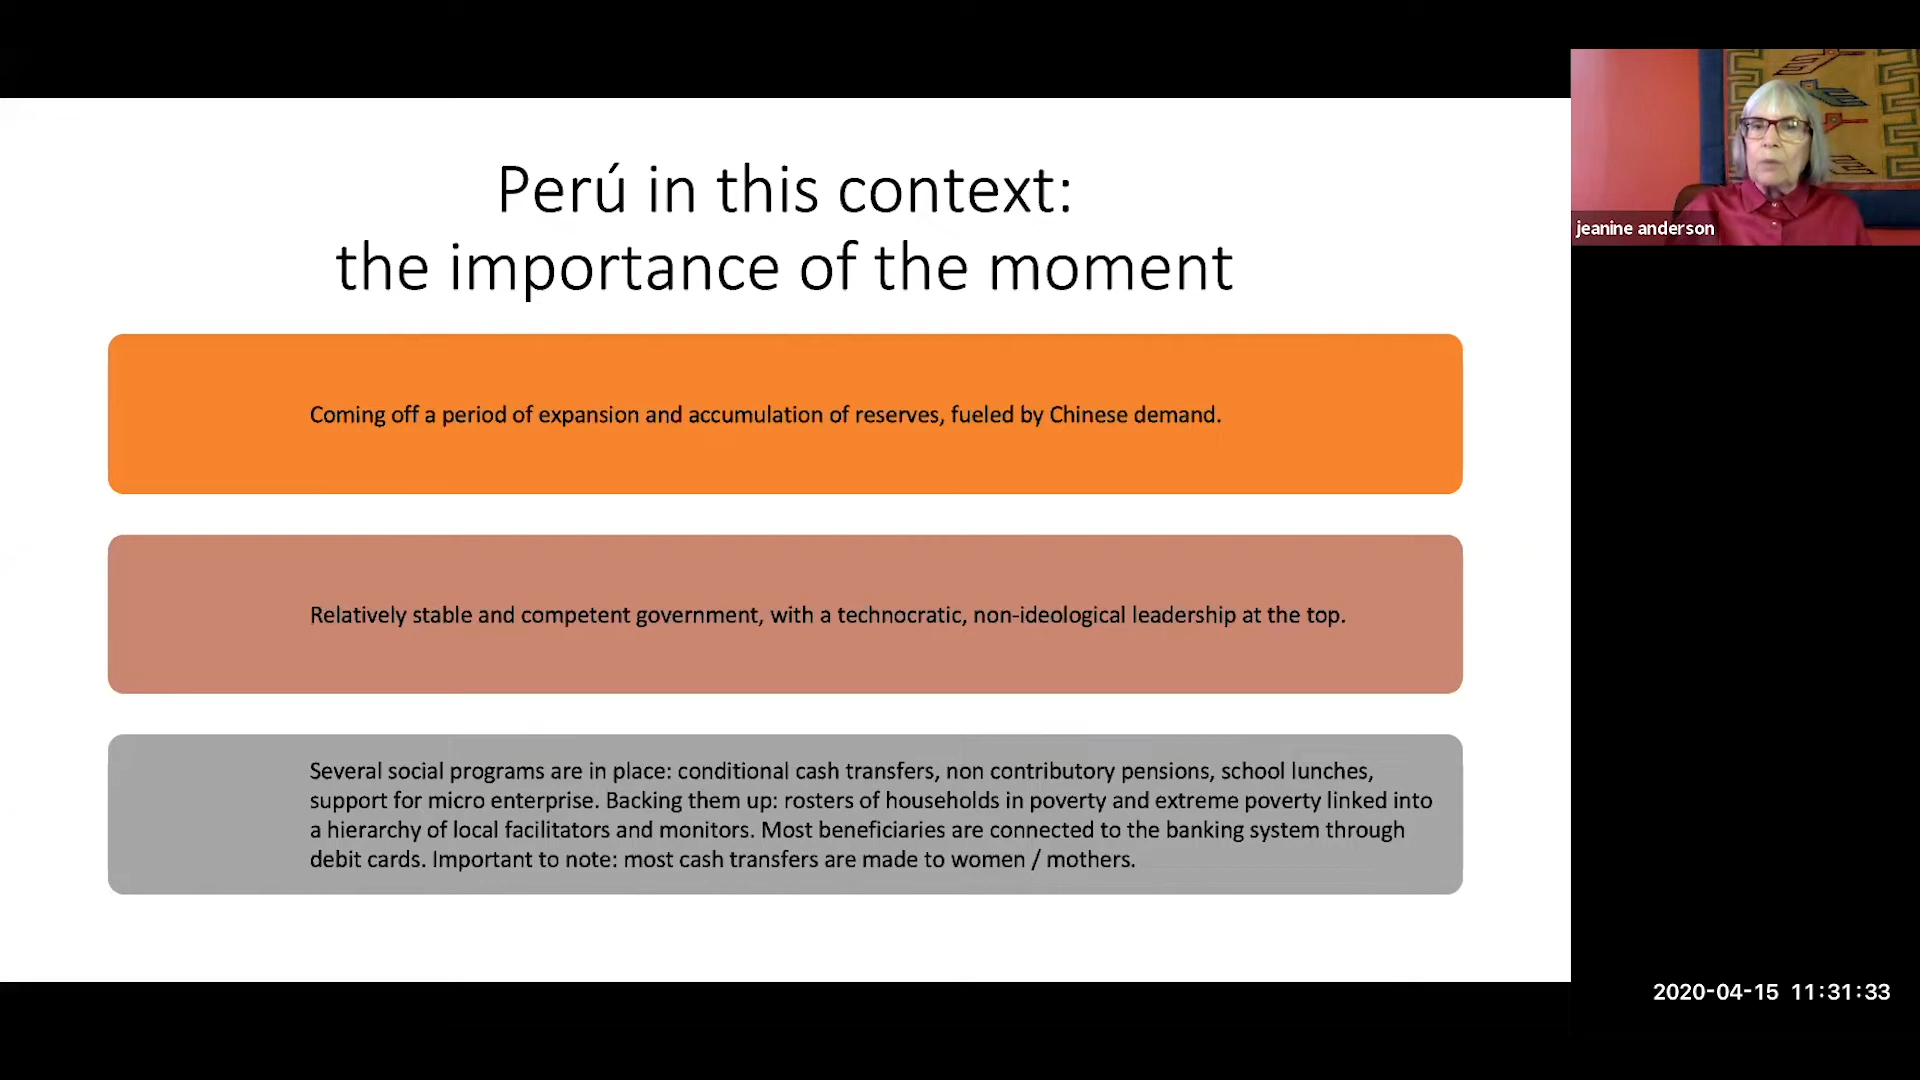 Perú in this context:
the importance of the moment
Coming off a period of expansion and accumulation of reserves, fueled by Chinese demand.
Relatively stable and competent government, with a technocratic, non-ideological leadership at the top.
Several social programs are in place: conditional cash transfers, non contributory pensions, school lunches,
support for micro enterprise. Backing them up: rosters of households in poverty and extreme poverty linked into
a hierarchy of local facilitators and monitors. Most beneficiaries are connected to the banking system through
debit cards. Important to note: most cash transfers are made to women / mothers.
jeanine anderson
2020-04-15 11:31:33